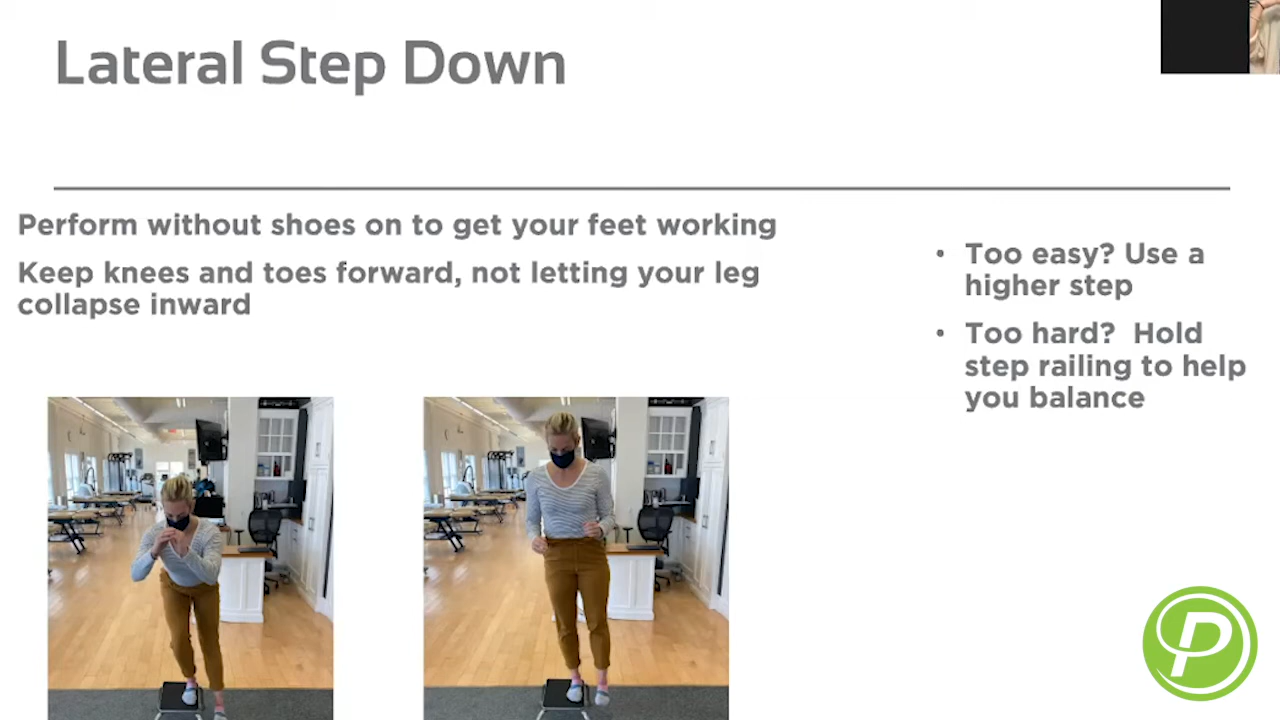 Lateral Step Down
Perform without shoes on to get your feet working
Keep knees and toes forward, not letting your leg
collapse inward
• Too easy? Use a
higher step
• Too hard?  Hold
step railing to help
you balance
P